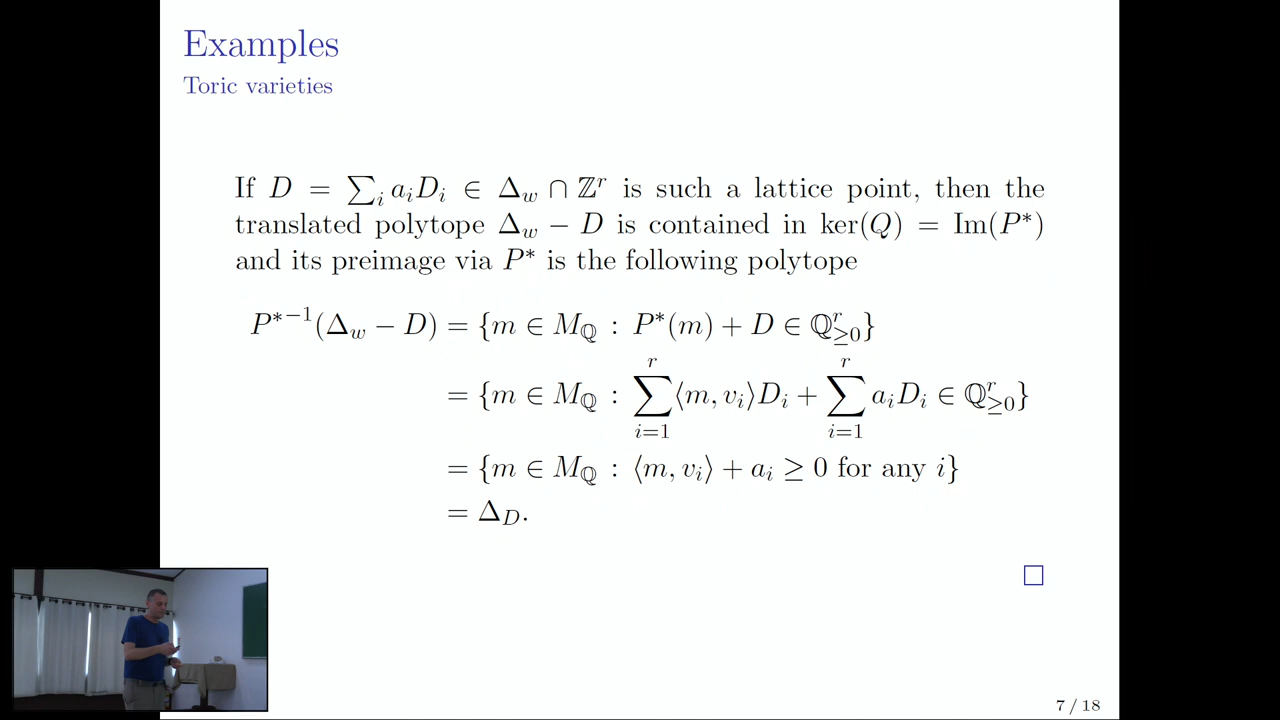 Examples
Toric varieties
If D = ∑_i a_i D_i ∈ Δ_w ∩ ℤ^r is such a lattice point, then the
translated polytope Δ_w − D is contained in ker(Q) = Im(P*)
and its preimage via P* is the following polytope
P*⁻¹(Δ_w − D) = {m ∈ M_ℚ : P*(m) + D ∈ ℚ^r_{≥0}}
= {m ∈ M_ℚ : ∑_{i=1}^r ⟨m, v_i⟩D_i + ∑_{i=1}^r a_i D_i ∈ ℚ^r_{≥0}}
= {m ∈ M_ℚ : ⟨m, v_i⟩ + a_i ≥ 0 for any i}
= Δ_D.
□
7 / 18